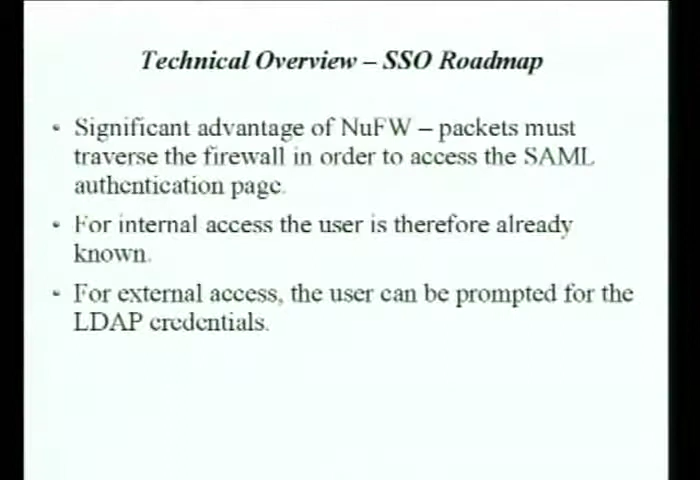 Technical Overview – SSO Roadmap
• Significant advantage of NuFW – packets must
traverse the firewall in order to access the SAML
authentication page.
• For internal access the user is therefore already
known.
• For external access, the user can be prompted for the
LDAP credentials.